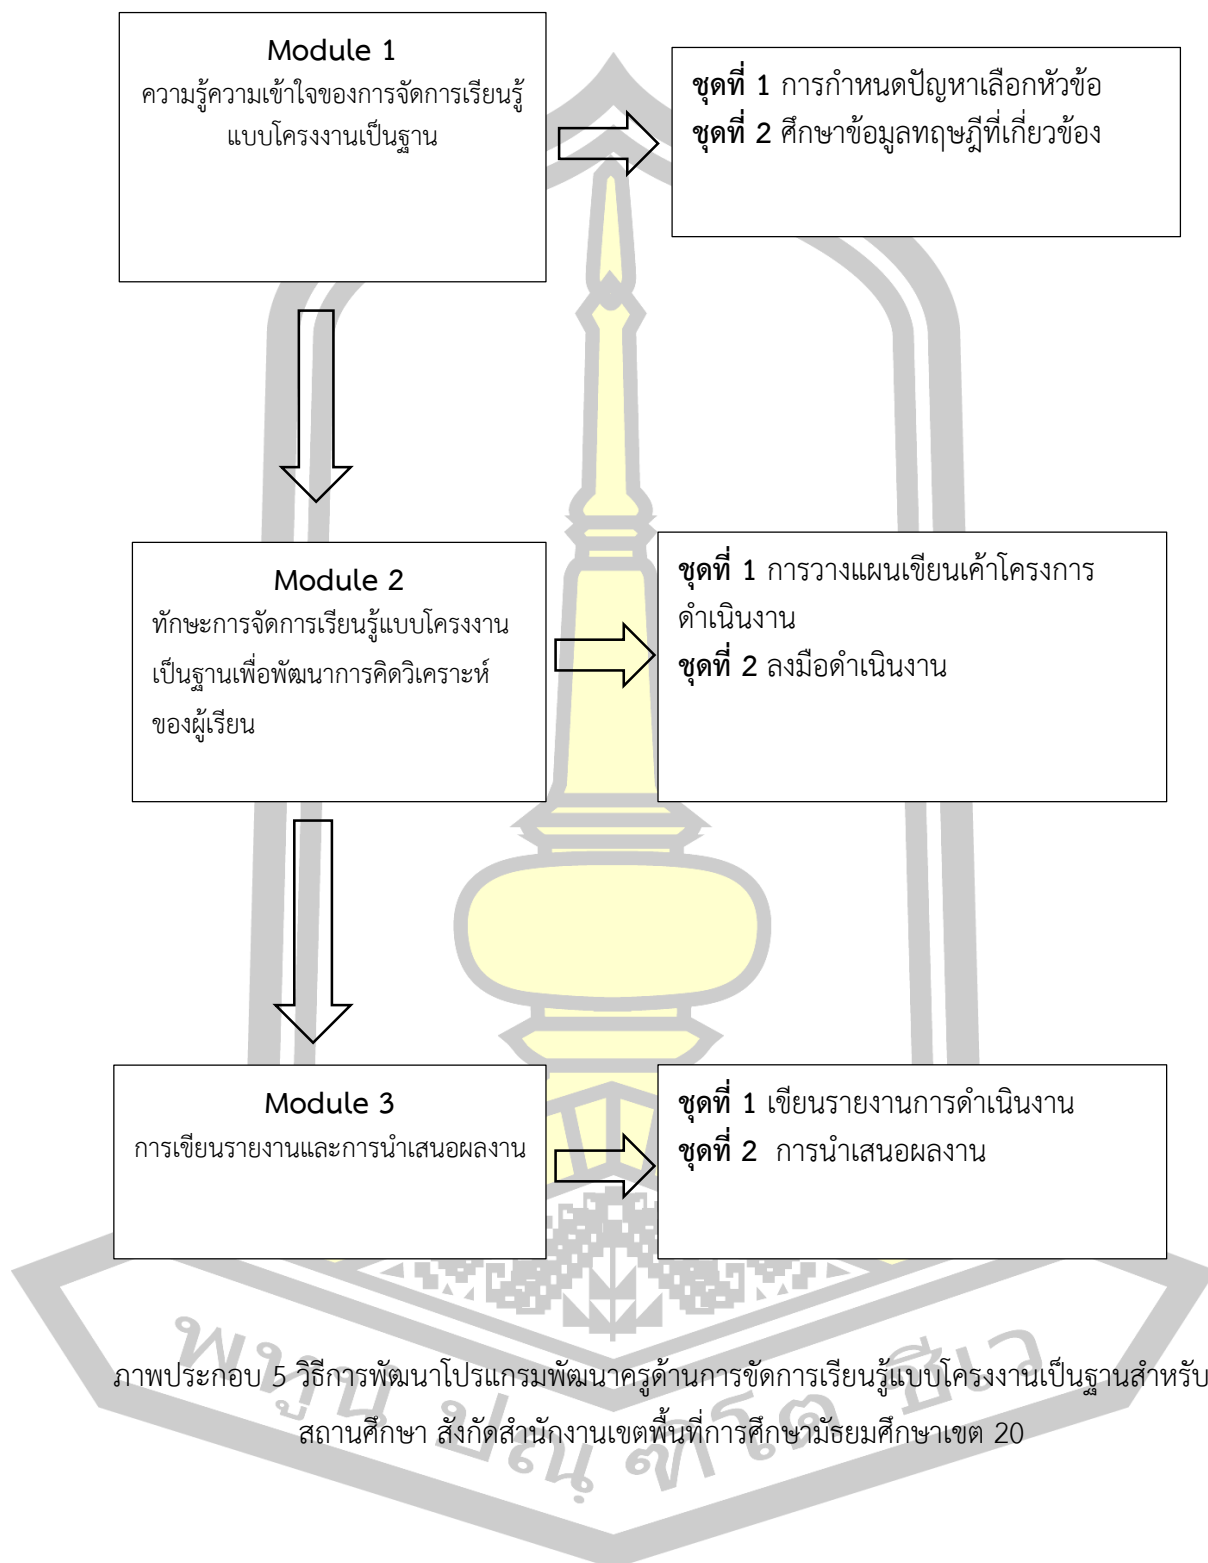 Module 1
ความรู้ความเข้าใจของการจัดการเรียนรู้
แบบโครงงานเป็นฐาน
ชุดที่ 1 การกำหนดปัญหาเลือกหัวข้อ
ชุดที่ 2 ศึกษาข้อมูลทฤษฎีที่เกี่ยวข้อง
Module 2
ทักษะการจัดการเรียนรู้แบบโครงงาน
เป็นฐานเพื่อพัฒนาการคิดวิเคราะห์
ของผู้เรียน
ชุดที่ 1 การวางแผนเขียนเค้าโครงการ
ดำเนินงาน
ชุดที่ 2 ลงมือดำเนินงาน
Module 3
การเขียนรายงานและการนำเสนอผลงาน
ชุดที่ 1 เขียนรายงานการดำเนินงาน
ชุดที่ 2 การนำเสนอผลงาน
ภาพประกอบ 5 วิธีการพัฒนาโปรแกรมพัฒนาครูด้านการขัดการเรียนรู้แบบโครงงานเป็นฐานสำหรับ
สถานศึกษา สังกัดสำนักงานเขตพื้นที่การศึกษามัธยมศึกษาเขต 20
พหูน ปณฺฑิโต ชีเว